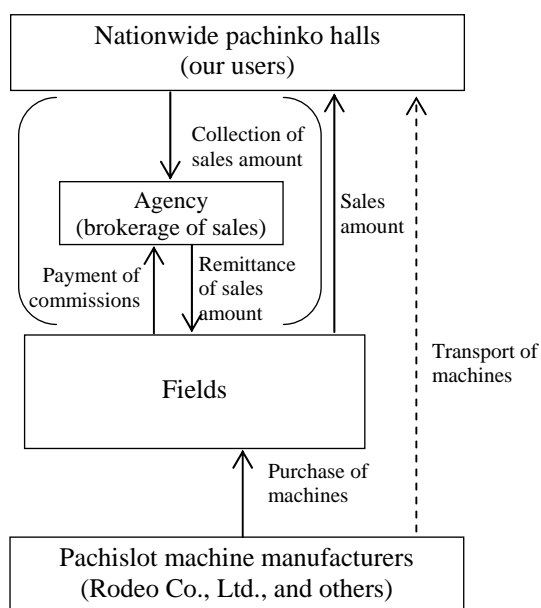 Nationwide pachinko halls
(our users)
Collection of
sales amount
Agency
(brokerage of sales)
Sales
amount
Payment of
commissions
Remittance
of sales
amount
Transport of
machines
Fields
Purchase of
machines
Pachislot machine manufacturers
(Rodeo Co., Ltd., and others)